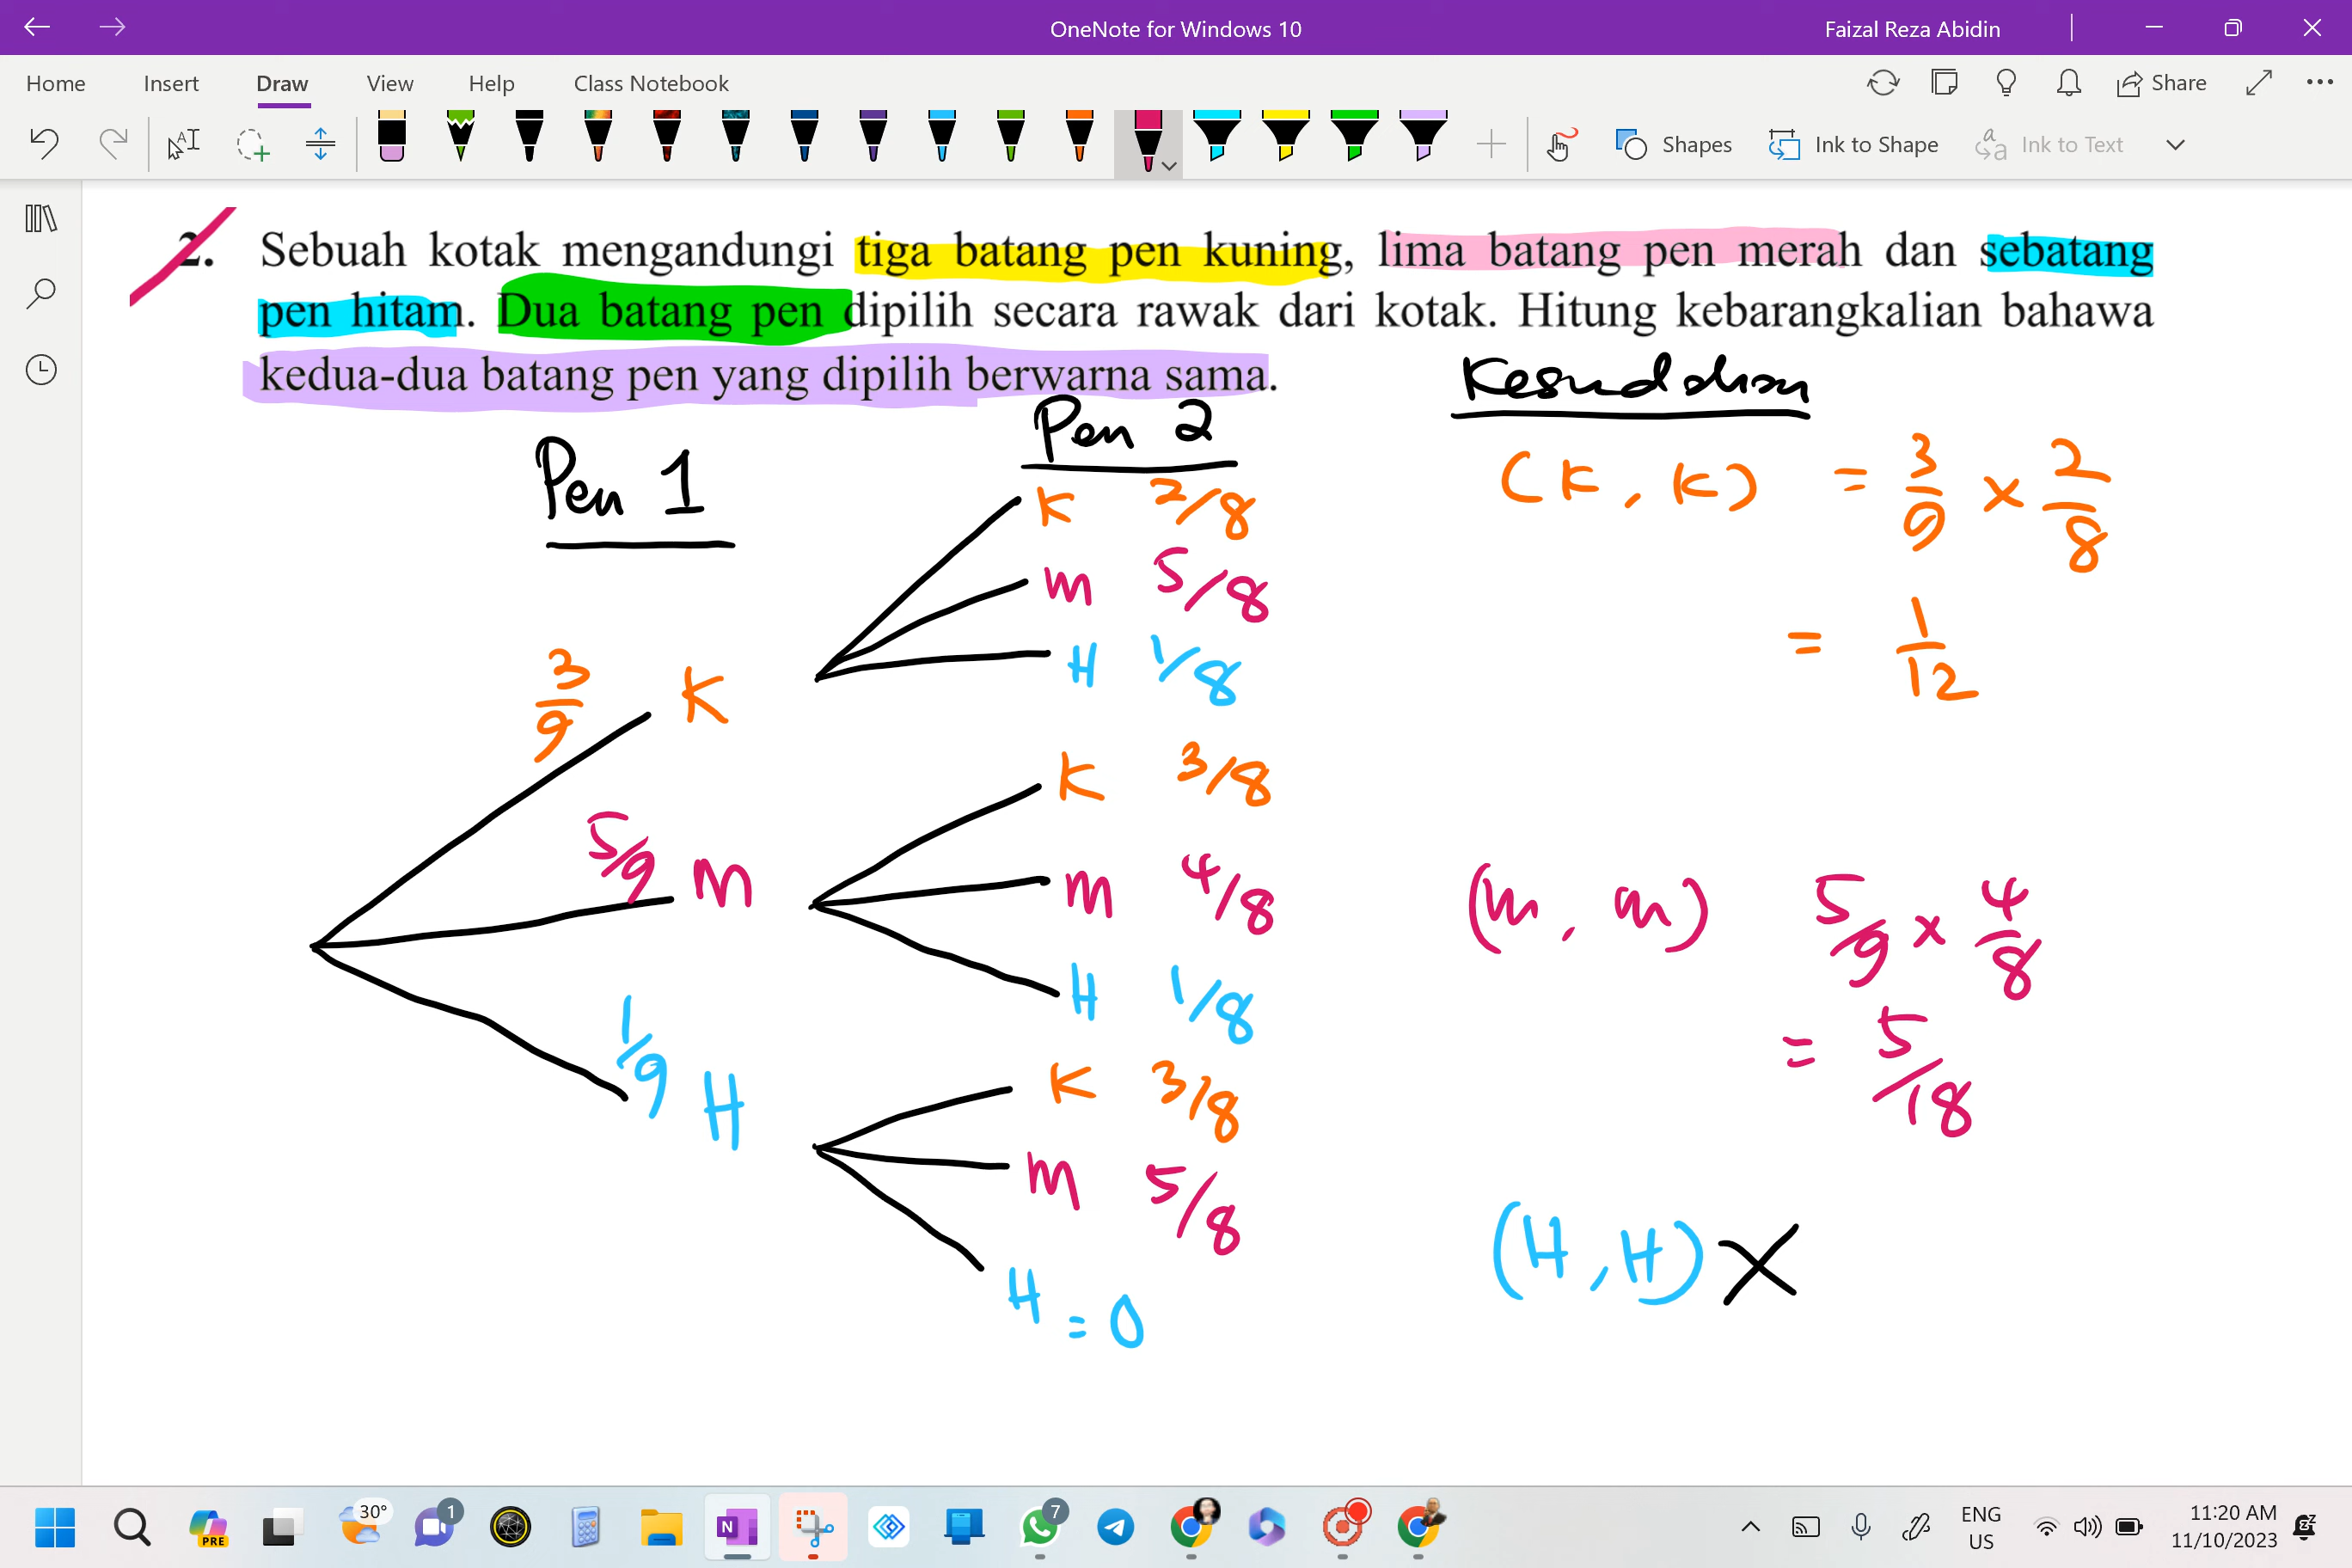 OneNote for Windows 10
Faizal Reza Abidin
Home Insert Draw View Help Class Notebook
Share
Shapes Ink to Shape Ink to Text
2. Sebuah kotak mengandungi tiga batang pen kuning, lima batang pen merah dan sebatang
pen hitam. Dua batang pen dipilih secara rawak dari kotak. Hitung kebarangkalian bahawa
kedua-dua batang pen yang dipilih berwarna sama.
Kesudahan
Pen 1
Pen 2
(K, K) = 3/9 × 2/8
= 1/12
K 2/8
m 5/8
H 1/8
3/9 K
K 3/8
5/9 m
m 4/8
H 1/8
(m, m) 5/9 × 4/8
= 5/18
1/9 H
K 3/8
m 5/8
H = 0
(H, H) X
30°
1
PRE
N
7
ENG
US
11:20 AM
11/10/2023